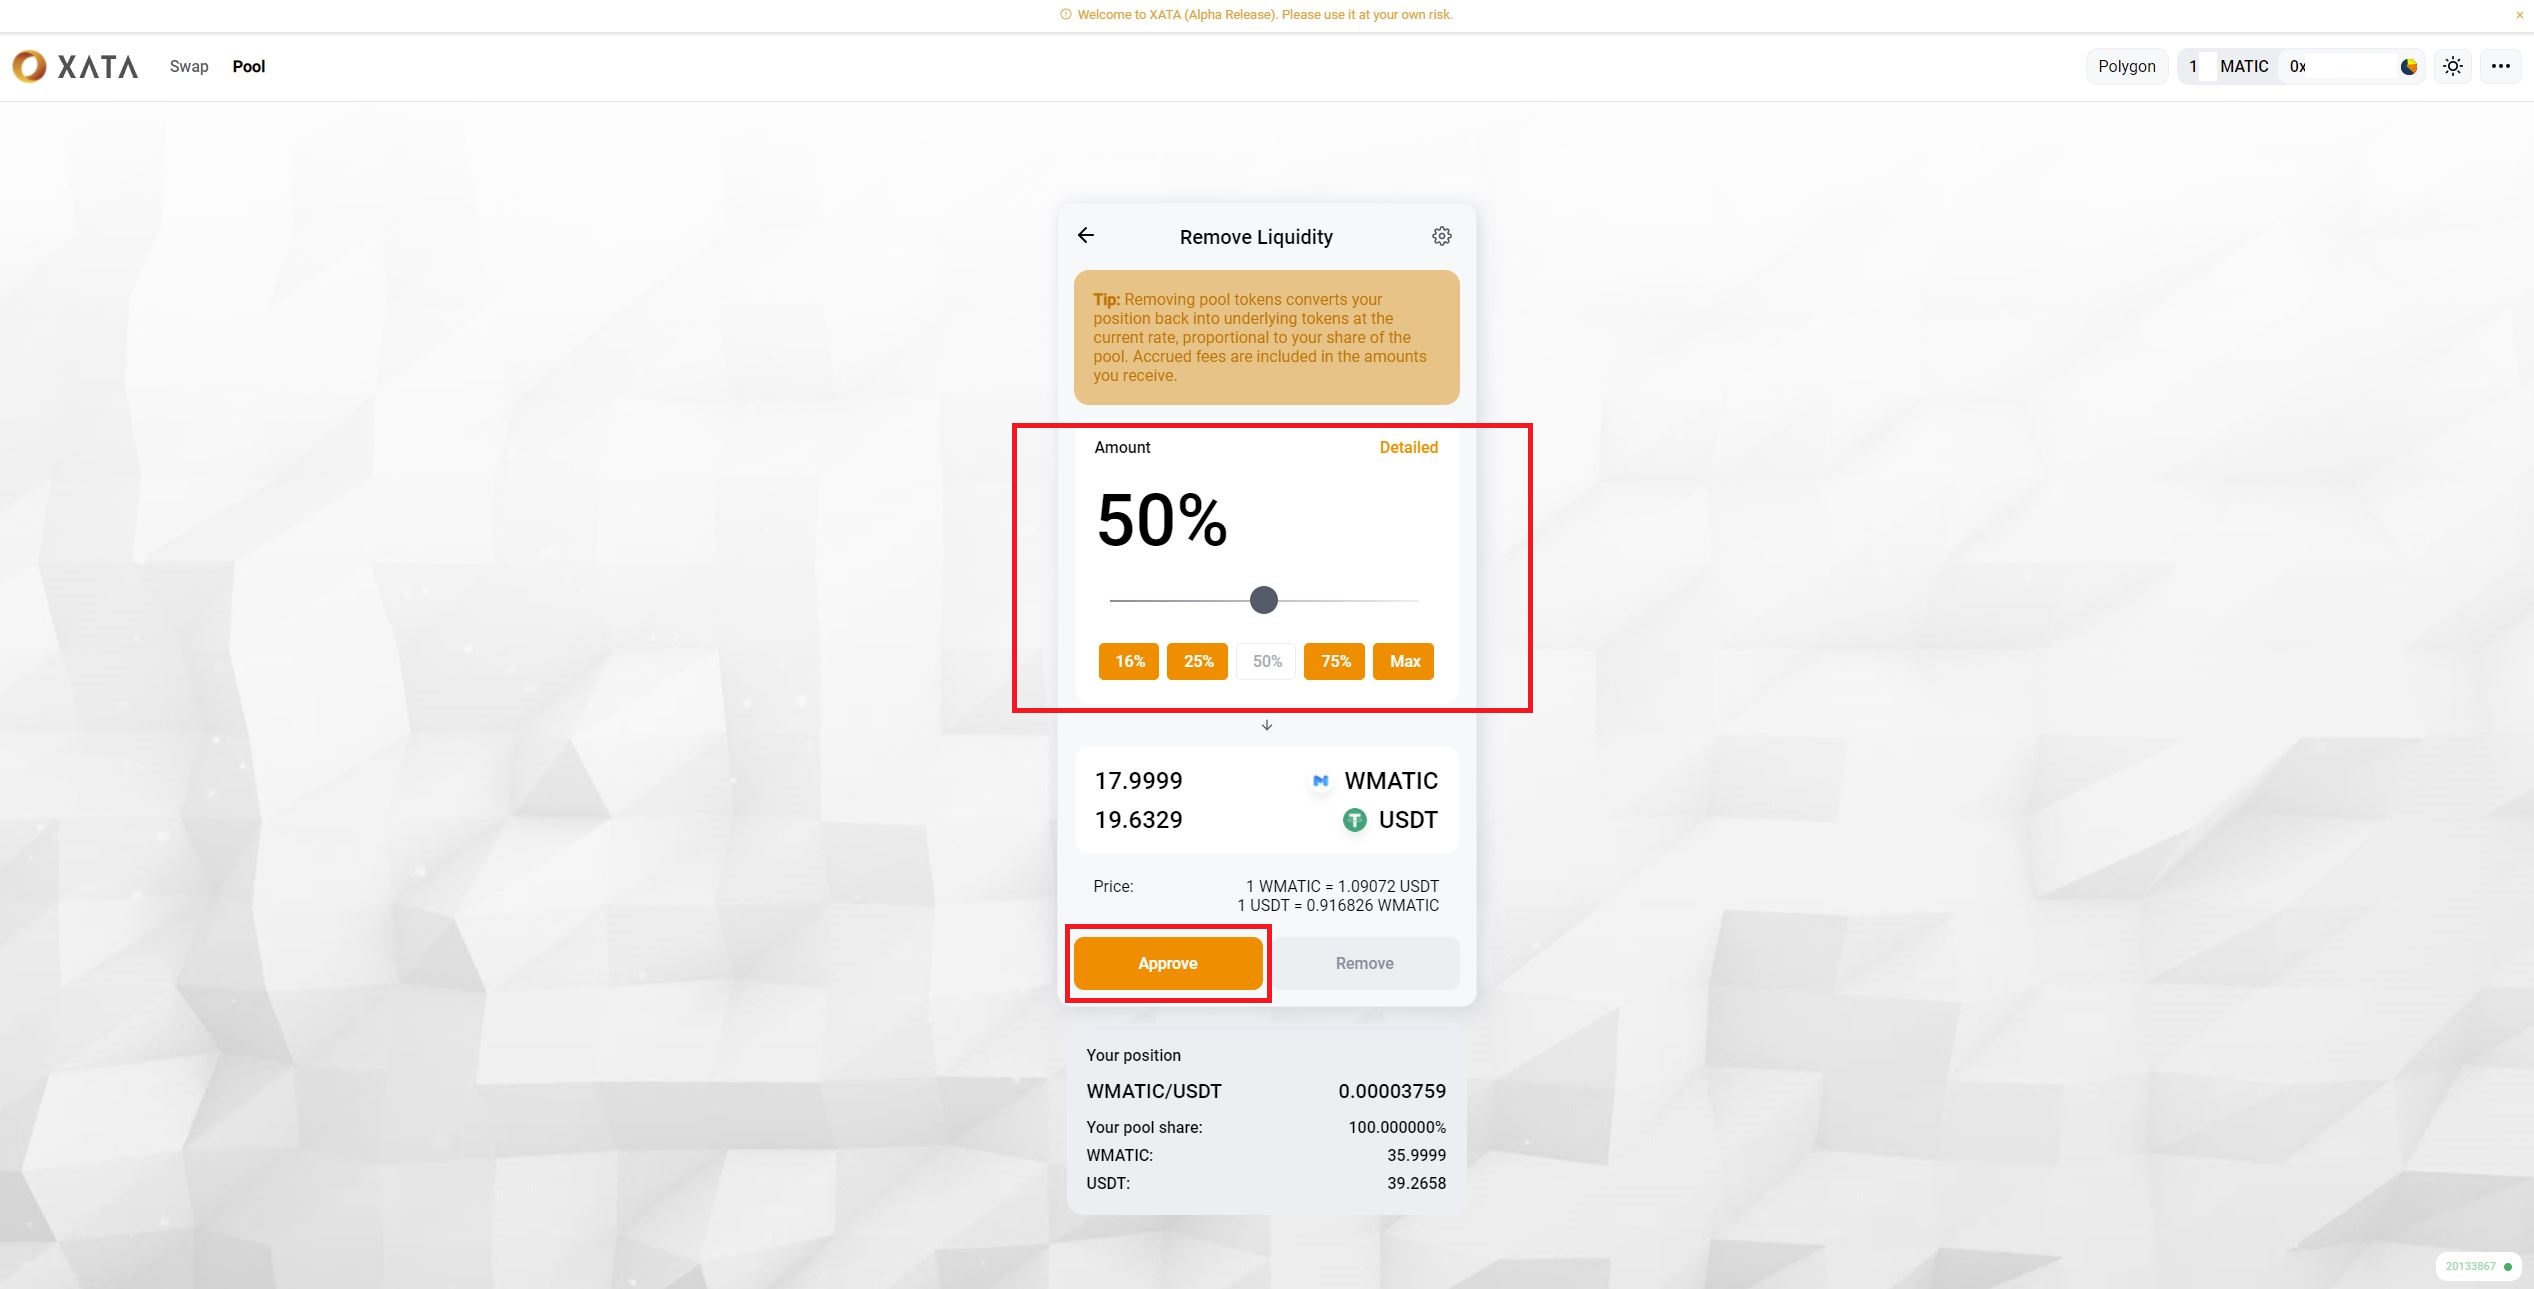 Welcome to XATA (Alpha Release). Please use it at your own risk.
XATA
Swap
Pool
Polygon
1 MATIC
0x
Remove Liquidity
Tip: Removing pool tokens converts your
position back into underlying tokens at the
current rate, proportional to your share of the
pool. Accrued fees are included in the amounts
you receive.
Amount
Detailed
50%
16%
25%
50%
75%
Max
17.9999
WMATIC
19.6329
USDT
Price:
1 WMATIC = 1.09072 USDT
1 USDT = 0.916826 WMATIC
Approve
Remove
Your position
WMATIC/USDT
0.00003759
Your pool share:
100.000000%
WMATIC:
35.9999
USDT:
39.2658
20133867